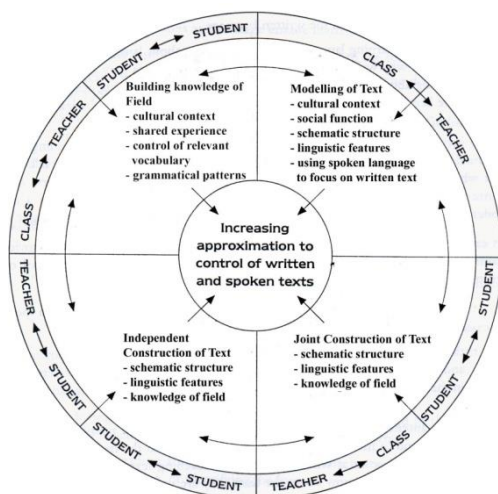 Building knowledge of
Field
- cultural context
- shared experience
- control of relevant
vocabulary
- grammatical patterns
Modelling of Text
- cultural context
- social function
- schematic structure
- linguistic features
- using spoken language
to focus on written text
Increasing
approximation to
control of written
and spoken texts
Independent
Construction of Text
- schematic structure
- linguistic features
- knowledge of field
Joint Construction of Text
- schematic structure
- linguistic features
- knowledge of field
CLASS
TEACHER
STUDENT
STUDENT
CLASS
TEACHER
STUDENT
STUDENT
CLASS
TEACHER
STUDENT
STUDENT
STUDENT
TEACHER